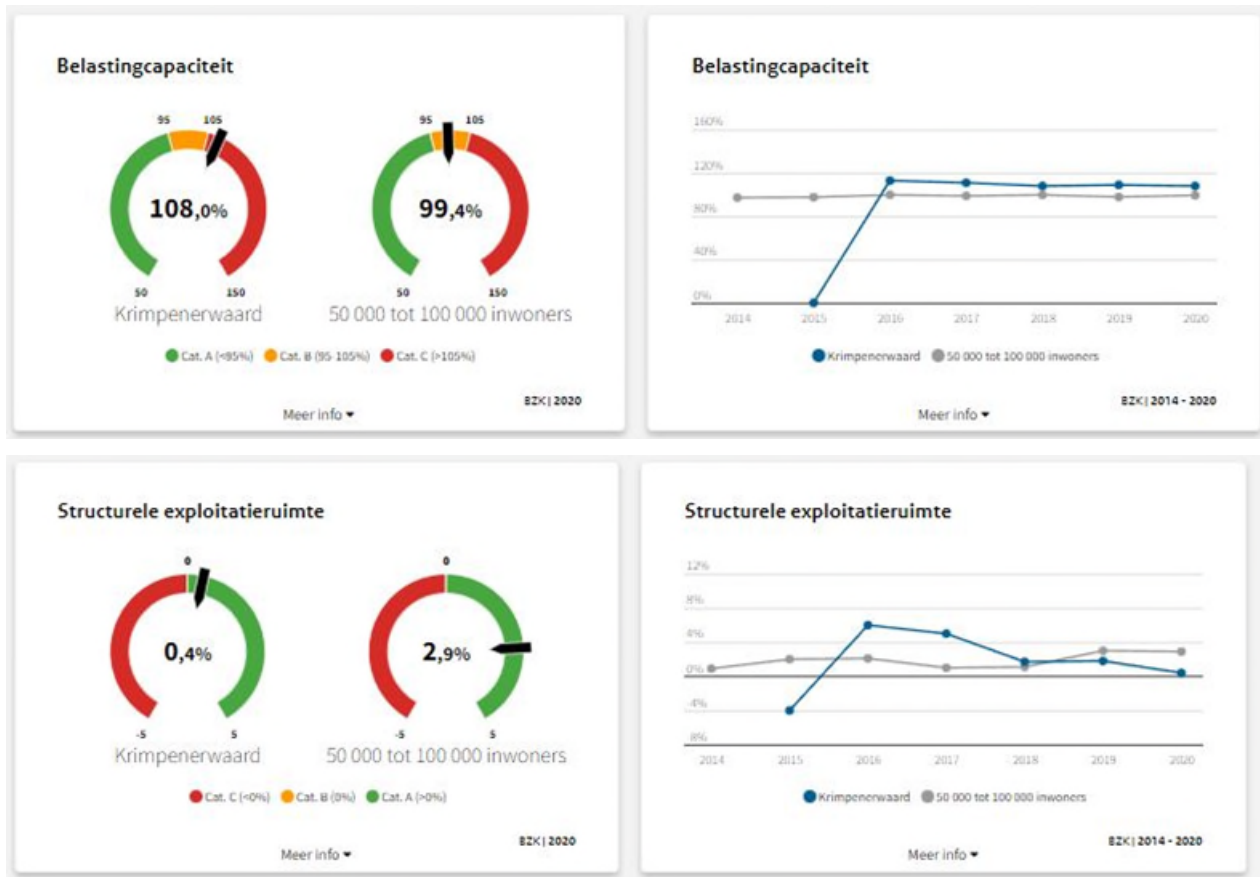 Belastingcapaciteit
95 105
108,0%
50 150
Krimpenerwaard
95 105
99,4%
50 150
50 000 tot 100 000 inwoners
Cat. A (<95%) Cat. B (95-105%) Cat. C (>105%)
BZK | 2020
Meer info
Belastingcapaciteit
160%
120%
80%
40%
0%
2014 2015 2016 2017 2018 2019 2020
Krimpenerwaard 50 000 tot 100 000 inwoners
BZK | 2014 - 2020
Meer info
Structurele exploitatieruimte
0
0,4%
-5 5
Krimpenerwaard
0
2,9%
-5 5
50 000 tot 100 000 inwoners
Cat. C (<0%) Cat. B (0%) Cat. A (>0%)
BZK | 2020
Meer info
Structurele exploitatieruimte
12%
8%
4%
0%
-4%
8%
2014 2015 2016 2017 2018 2019 2020
Krimpenerwaard 50 000 tot 100 000 inwoners
BZK | 2014 - 2020
Meer info